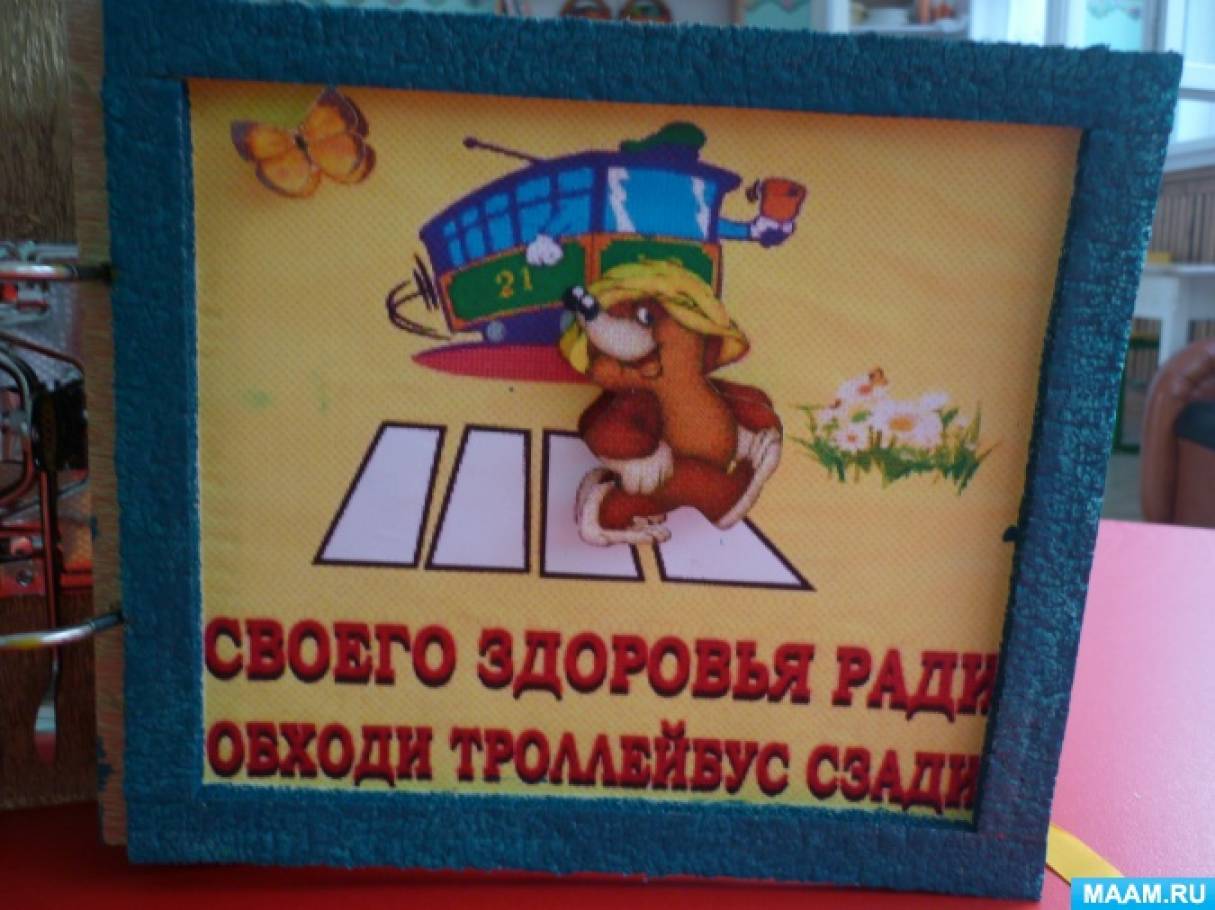 21
СВОЕГО ЗДОРОВЬЯ РАДИ
ОБХОДИ ТРОЛЛЕЙБУС СЗАДИ
MAAM.RU